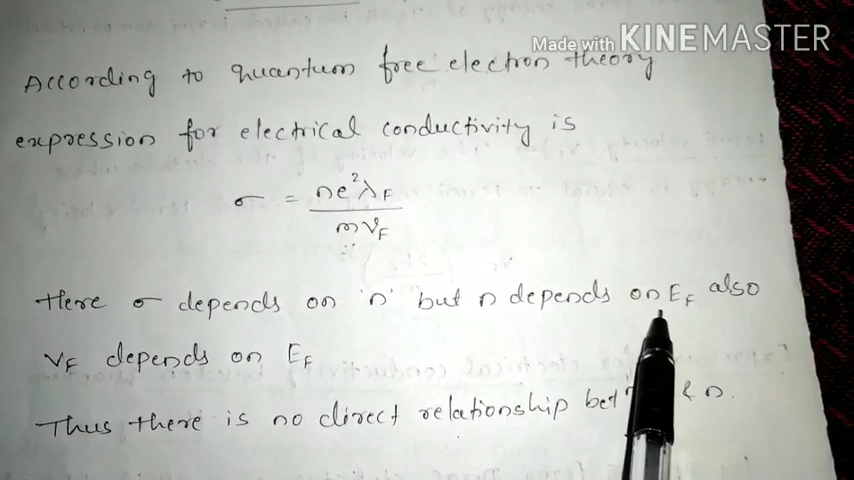 Made with KINEMASTER
According to quantum free electron theory
expression for electrical conductivity is
σ = ne²λF / mvF
Here σ depends on 'n' but n depends on EF also
vF depends on EF
Thus there is no direct relationship bet & n.